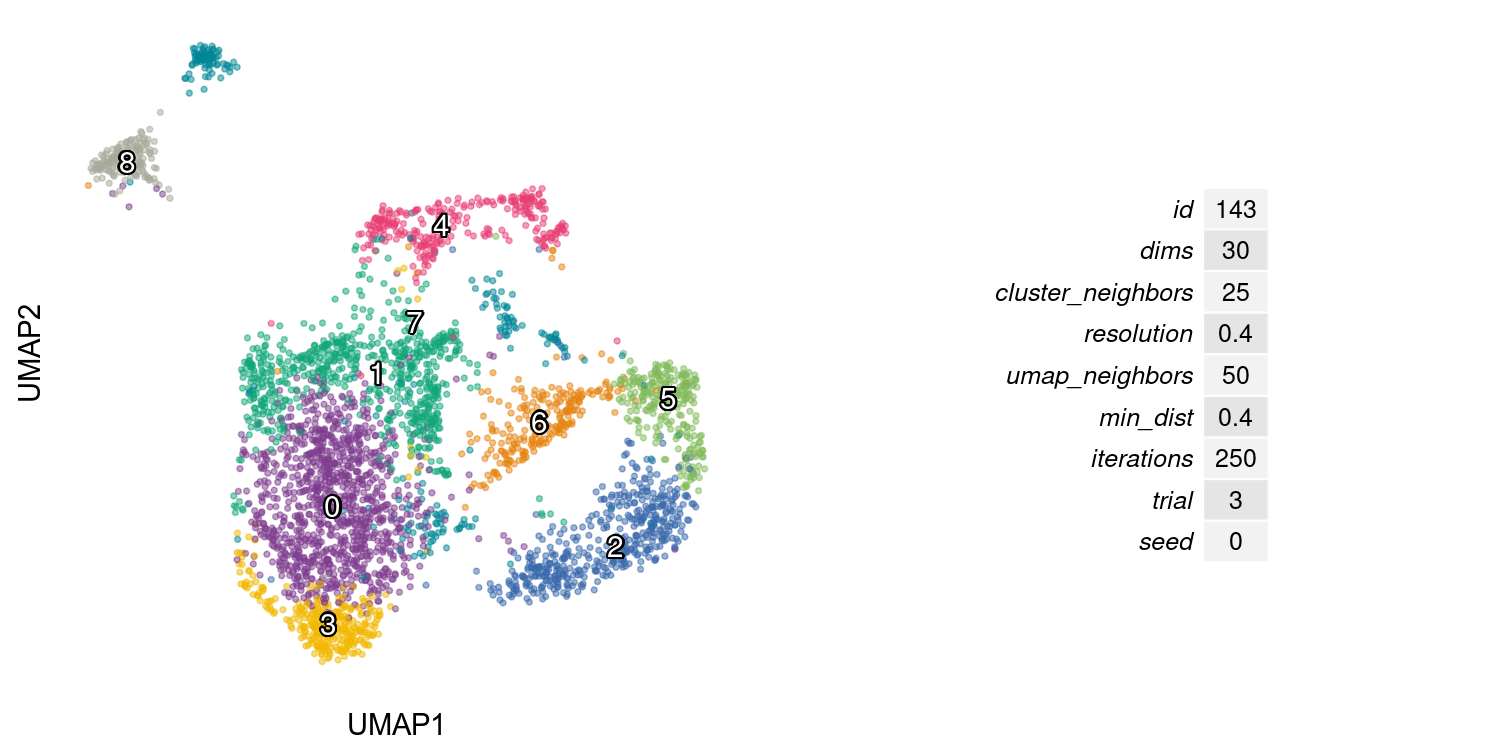 8
4
7
1
5
6
0
2
3
UMAP2
UMAP1
id 143
dims 30
cluster_neighbors 25
resolution 0.4
umap_neighbors 50
min_dist 0.4
iterations 250
trial 3
seed 0